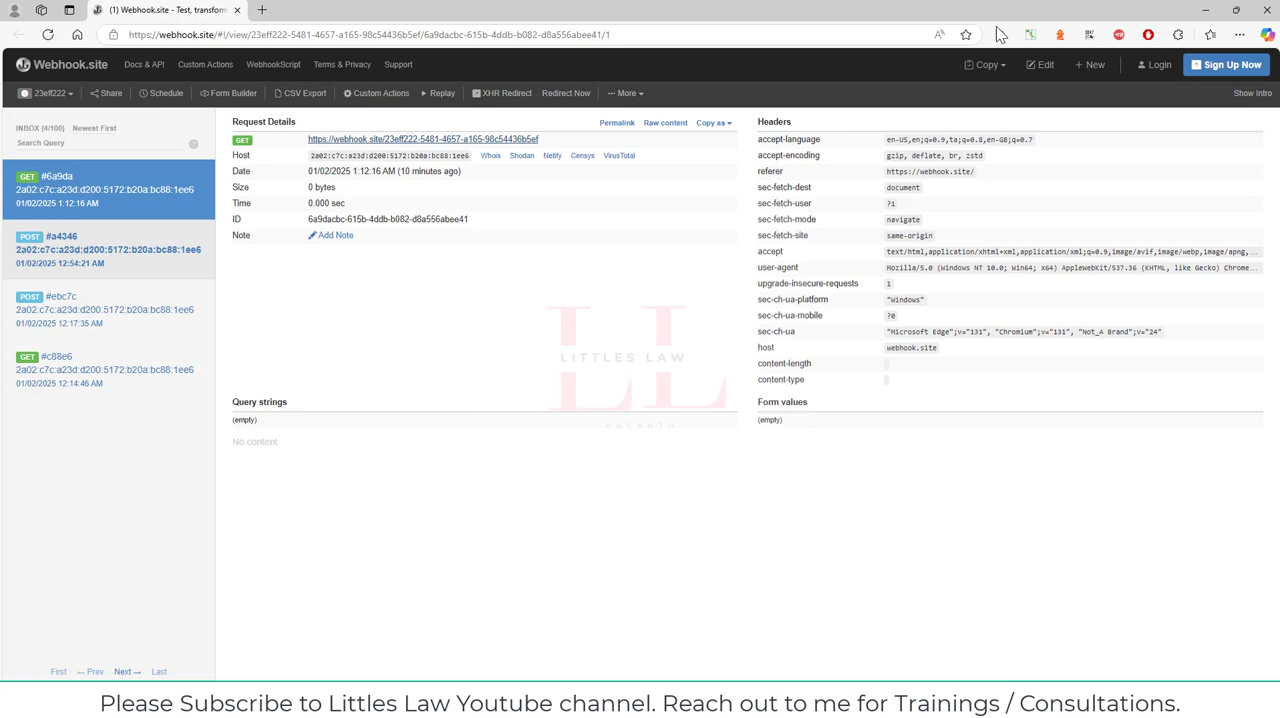 (1) Webhook.site - Test, transform
https://webhook.site/#!/view/23eff222-5481-4657-a165-98c54436b5ef/6a9dacbc-615b-4ddb-b082-d8a556abee41/1
Webhook.site Docs & API Custom Actions WebhookScript Terms & Privacy Support Copy Edit + New Login Sign Up Now
23eff222 Share Schedule Form Builder CSV Export Custom Actions Replay XHR Redirect Redirect Now More Show Intro
INBOX (4/100) Newest First
Search Query
GET #6a9da
2a02:c7c:a23d:d200:5172:b20a:bc88:1ee6
01/02/2025 1:12:16 AM
POST #a4346
2a02:c7c:a23d:d200:5172:b20a:bc88:1ee6
01/02/2025 12:54:21 AM
POST #ebc7c
2a02:c7c:a23d:d200:5172:b20a:bc88:1ee6
01/02/2025 12:17:35 AM
GET #c88e6
2a02:c7c:a23d:d200:5172:b20a:bc88:1ee6
01/02/2025 12:14:46 AM
First ← Prev Next → Last
Request Details Permalink Raw content Copy as
GET https://webhook.site/23eff222-5481-4657-a165-98c54436b5ef
Host 2a02:c7c:a23d:d200:5172:b20a:bc88:1ee6 Whois Shodan Netify Censys VirusTotal
Date 01/02/2025 1:12:16 AM (10 minutes ago)
Size 0 bytes
Time 0.000 sec
ID 6a9dacbc-615b-4ddb-b082-d8a556abee41
Note Add Note
Query strings
(empty)
No content
Headers
accept-language en-US,en;q=0.9,ta;q=0.8,en-GB;q=0.7
accept-encoding gzip, deflate, br, zstd
referer https://webhook.site/
sec-fetch-dest document
sec-fetch-user ?1
sec-fetch-mode navigate
sec-fetch-site same-origin
accept text/html,application/xhtml+xml,application/xml;q=0.9,image/avif,image/webp,image/apng,...
user-agent Mozilla/5.0 (Windows NT 10.0; Win64; x64) AppleWebKit/537.36 (KHTML, like Gecko) Chrome...
upgrade-insecure-requests 1
sec-ch-ua-platform "Windows"
sec-ch-ua-mobile ?0
sec-ch-ua "Microsoft Edge";v="131", "Chromium";v="131", "Not_A Brand";v="24"
host webhook.site
content-length
content-type
Form values
(empty)
LL
LITTLES LAW
VASANTH
Please Subscribe to Littles Law Youtube channel. Reach out to me for Trainings / Consultations.